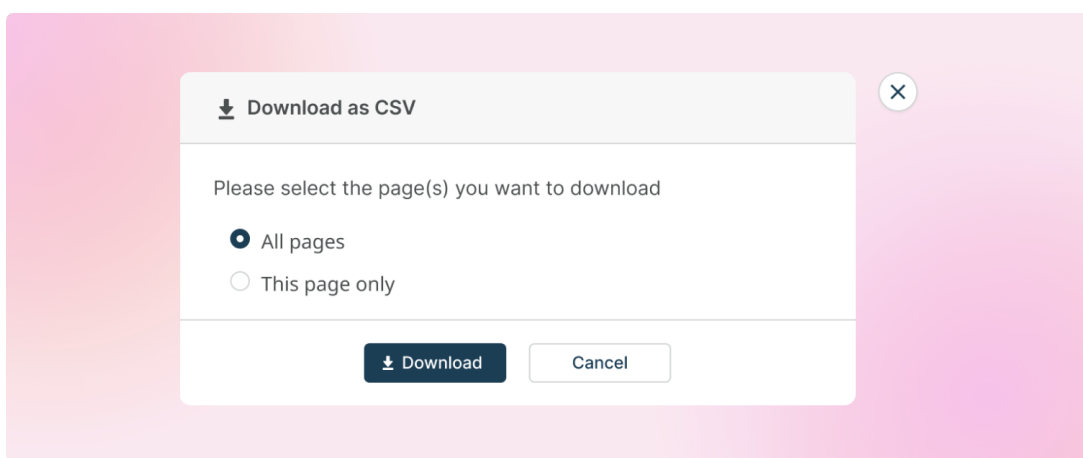 Download as CSV
Please select the page(s) you want to download
All pages
This page only
Download
Cancel